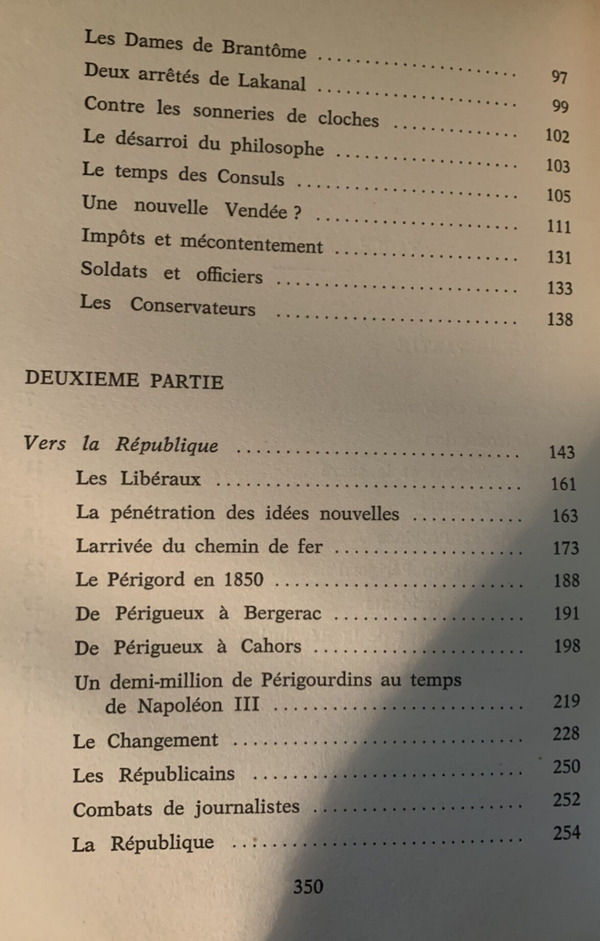 Les Dames de Brantôme ........................ 97
Deux arrêtés de Lakanal ........................ 99
Contre les sonneries de cloches ............... 102
Le désarroi du philosophe ...................... 103
Le temps des Consuls .......................... 105
Une nouvelle Vendée ? ........................ 111
Impôts et mécontentement ..................... 131
Soldats et officiers ............................ 133
Les Conservateurs ............................ 138
DEUXIEME PARTIE
Vers la République ............................. 143
Les Libéraux ................................. 161
La pénétration des idées nouvelles ............ 163
Larrivée du chemin de fer .................... 173
Le Périgord en 1850 .......................... 188
De Périgueux à Bergerac .................... 191
De Périgueux à Cahors ...................... 198
Un demi-million de Périgourdins au temps
de Napoléon III .......................... 219
Le Changement .............................. 228
Les Républicains ............................ 250
Combats de journalistes ...................... 252
La République .............................. 254
350